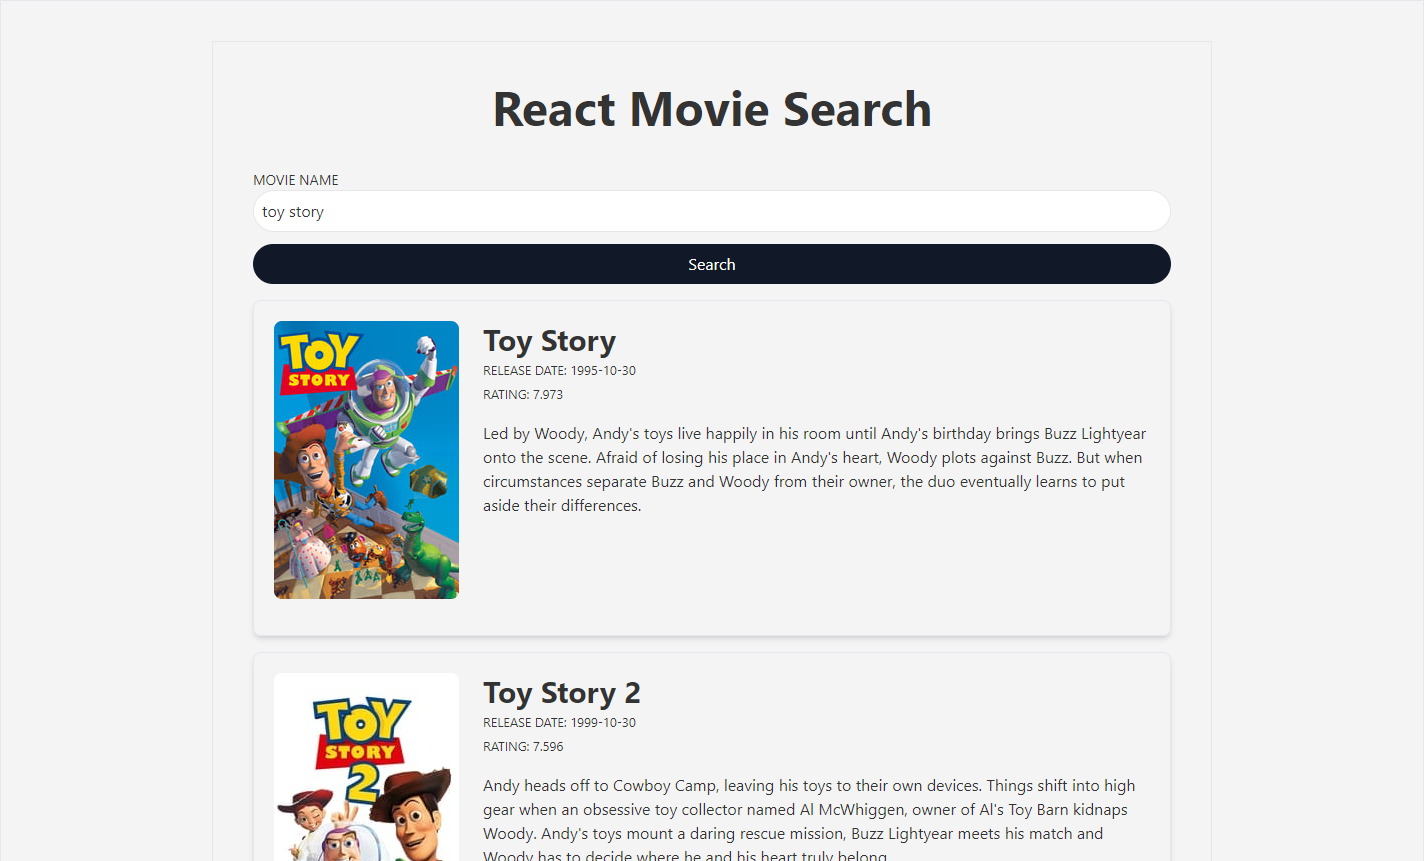 React Movie Search
MOVIE NAME
toy story
Search
TOY
STORY
Toy Story
RELEASE DATE: 1995-10-30
RATING: 7.973
Led by Woody, Andy's toys live happily in his room until Andy's birthday brings Buzz Lightyear
onto the scene. Afraid of losing his place in Andy's heart, Woody plots against Buzz. But when
circumstances separate Buzz and Woody from their owner, the duo eventually learns to put
aside their differences.
TOY
STORY
2
Toy Story 2
RELEASE DATE: 1999-10-30
RATING: 7.596
Andy heads off to Cowboy Camp, leaving his toys to their own devices. Things shift into high
gear when an obsessive toy collector named Al McWhiggen, owner of Al's Toy Barn kidnaps
Woody. Andy's toys mount a daring rescue mission, Buzz Lightyear meets his match and
Woody has to decide where he and his heart truly belong.